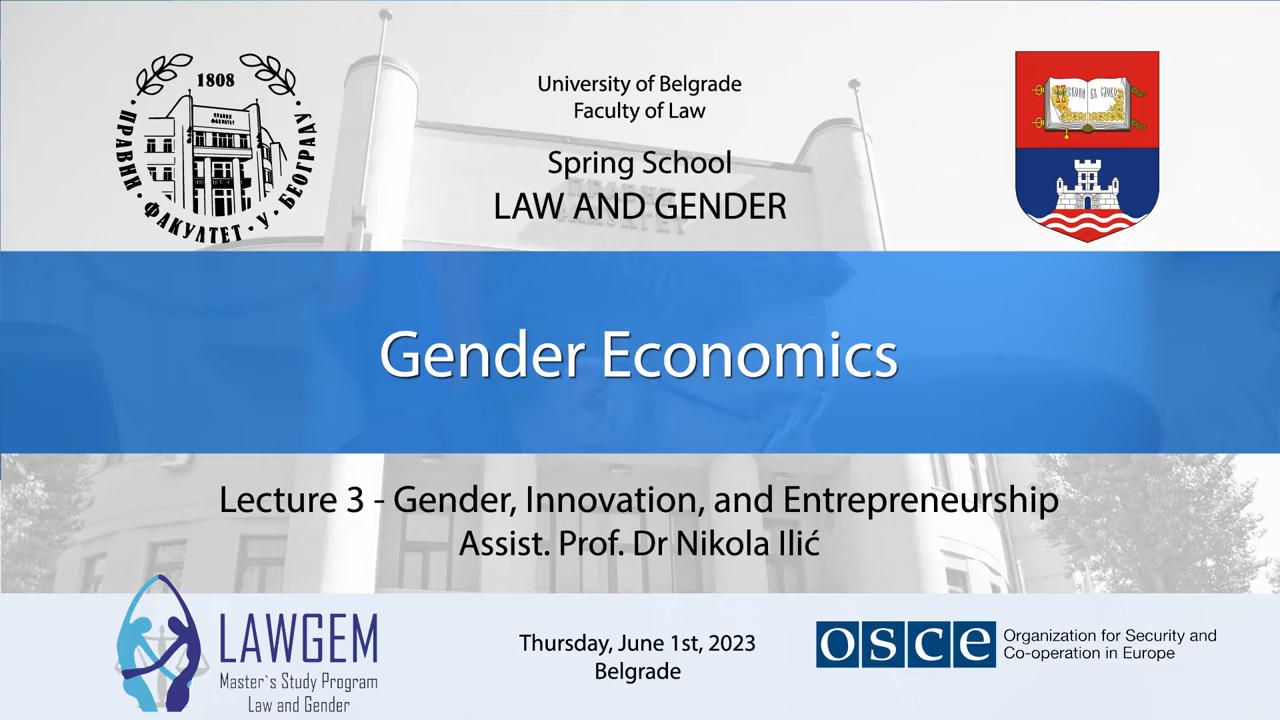 1808
ПРАВНИ ФАКУЛТЕТ
ПРАВНИ · ФАКУЛТЕТ · У · БЕОГРАДУ
University of Belgrade
Faculty of Law
Spring School
LAW AND GENDER
Gender Economics
Lecture 3 - Gender, Innovation, and Entrepreneurship
Assist. Prof. Dr Nikola Ilić
LAWGEM
Master`s Study Program
Law and Gender
Thursday, June 1st, 2023
Belgrade
osce
Organization for Security and
Co-operation in Europe